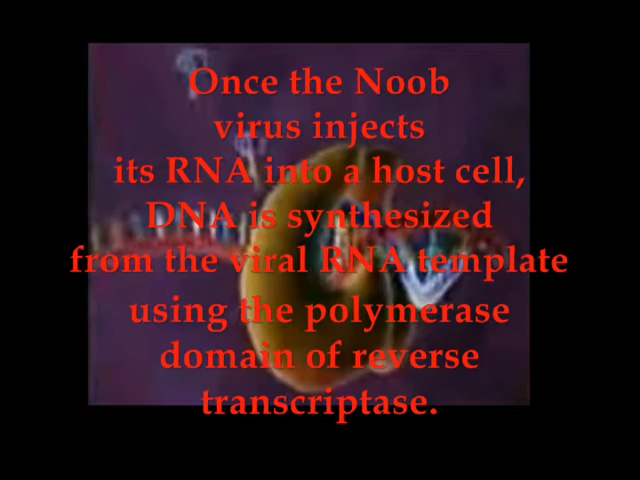 Once the Noob
virus injects
its RNA into a host cell,
DNA is synthesized
from the viral RNA template
using the polymerase
domain of reverse
transcriptase.